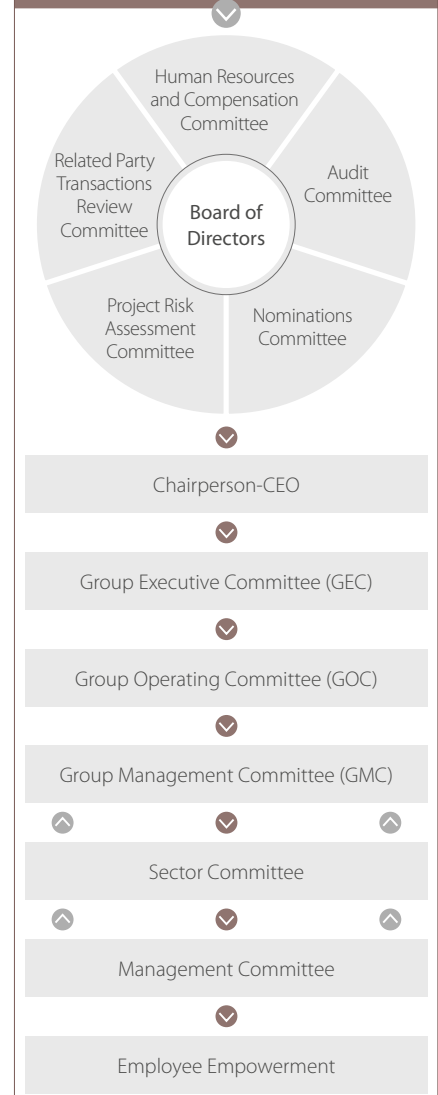 Human Resources
and Compensation
Committee
Related Party
Transactions
Review
Committee
Audit
Committee
Board of
Directors
Project Risk
Assessment
Committee
Nominations
Committee
Chairperson-CEO
Group Executive Committee (GEC)
Group Operating Committee (GOC)
Group Management Committee (GMC)
Sector Committee
Management Committee
Employee Empowerment